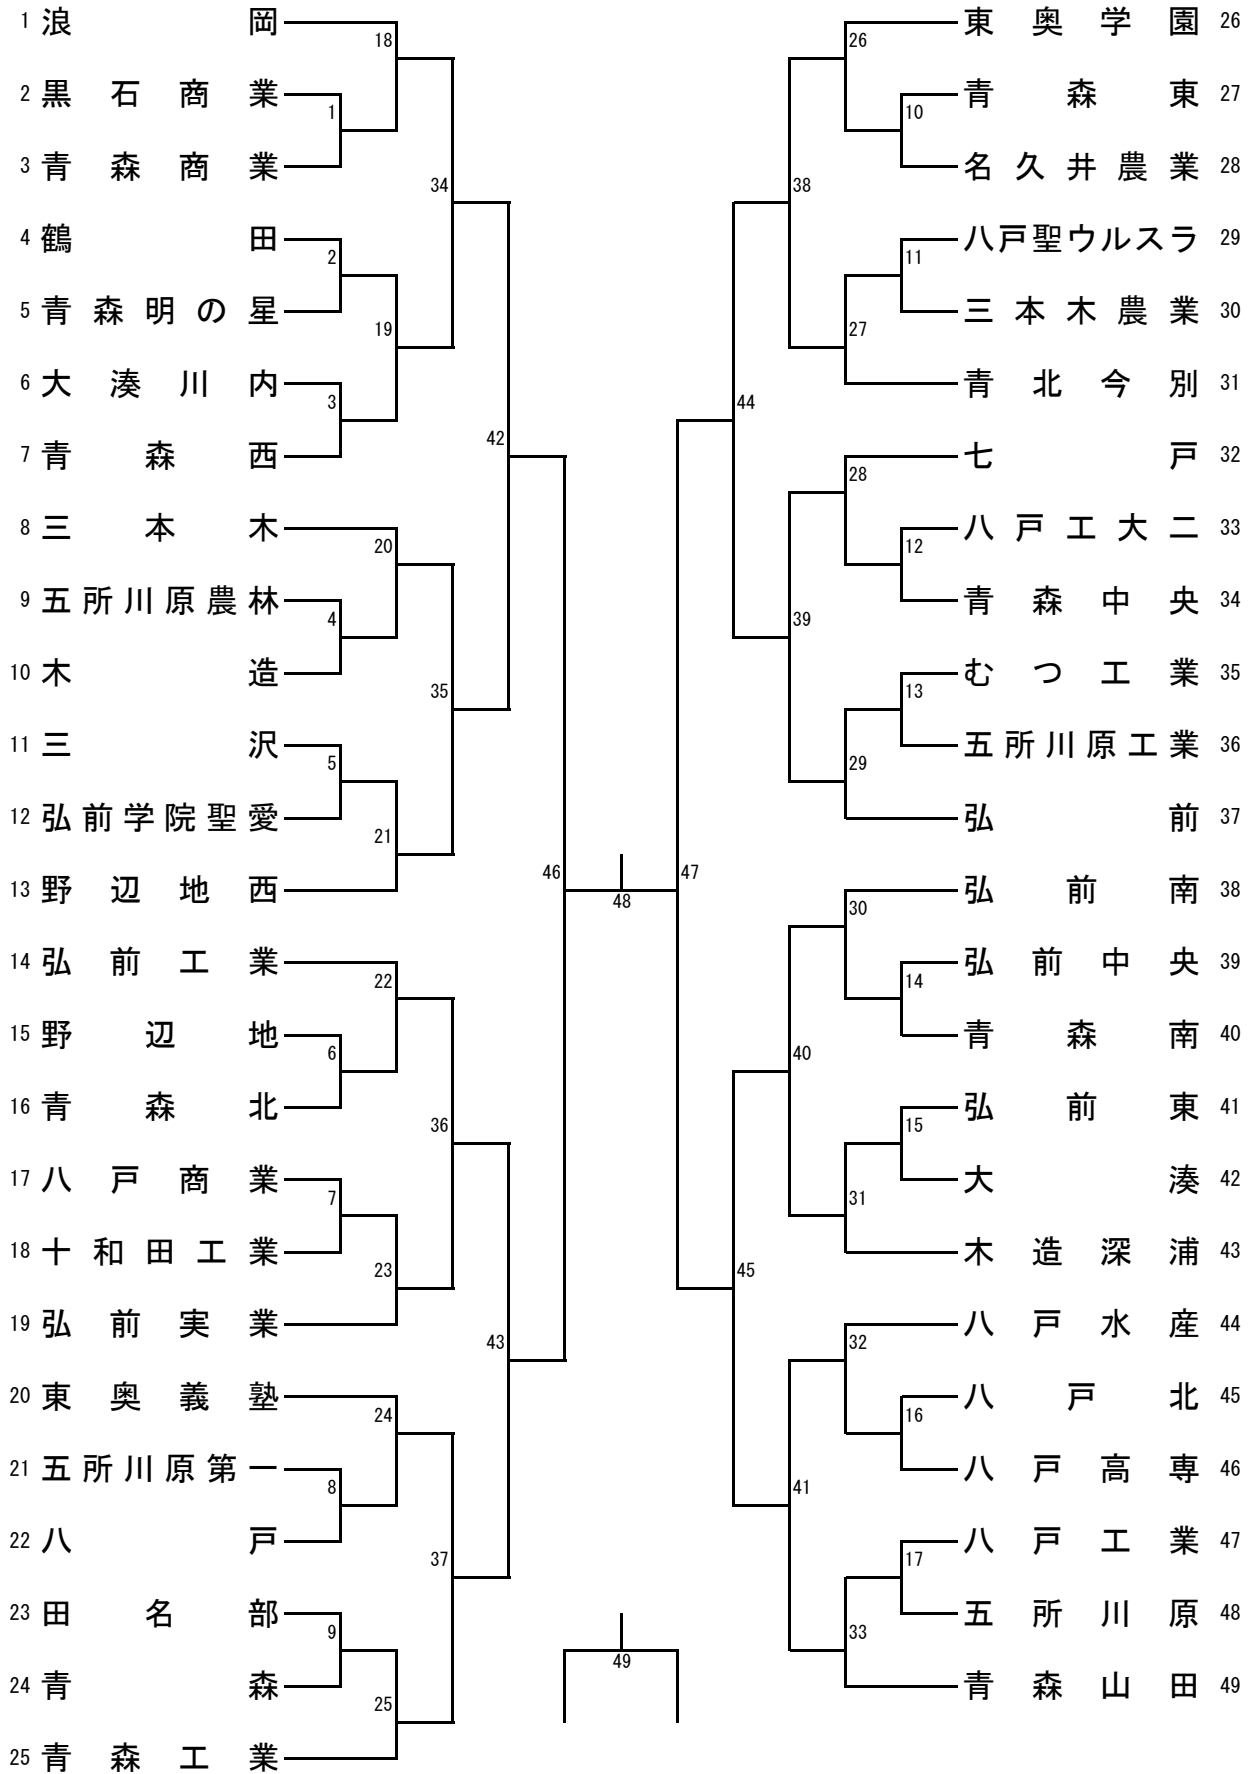 1 浪岡
2 黒石商業
3 青森商業
4 鶴田
5 青森明の星
6 大湊川内
7 青森西
8 三本木
9 五所川原農林
10 木造
11 三沢
12 弘前学院聖愛
13 野辺地西
14 弘前工業
15 野辺地
16 青森北
17 八戸商業
18 十和田工業
19 弘前実業
20 東奥義塾
21 五所川原第一
22 八戸
23 田名部
24 青森
25 青森工業
18
1
34
2
19
3
42
20
4
35
5
21
46
22
6
36
7
23
43
24
8
37
9
25
48
49
47
26
10
38
11
27
44
28
12
39
13
29
30
14
40
15
31
45
32
16
41
17
33
東奥学園 26
青森東 27
名久井農業 28
八戸聖ウルスラ 29
三本木農業 30
青北今別 31
七戸 32
八戸工大二 33
青森中央 34
むつ工業 35
五所川原工業 36
弘前 37
弘前南 38
弘前中央 39
青森南 40
弘前東 41
大湊 42
木造深浦 43
八戸水産 44
八戸北 45
八戸高専 46
八戸工業 47
五所川原 48
青森山田 49